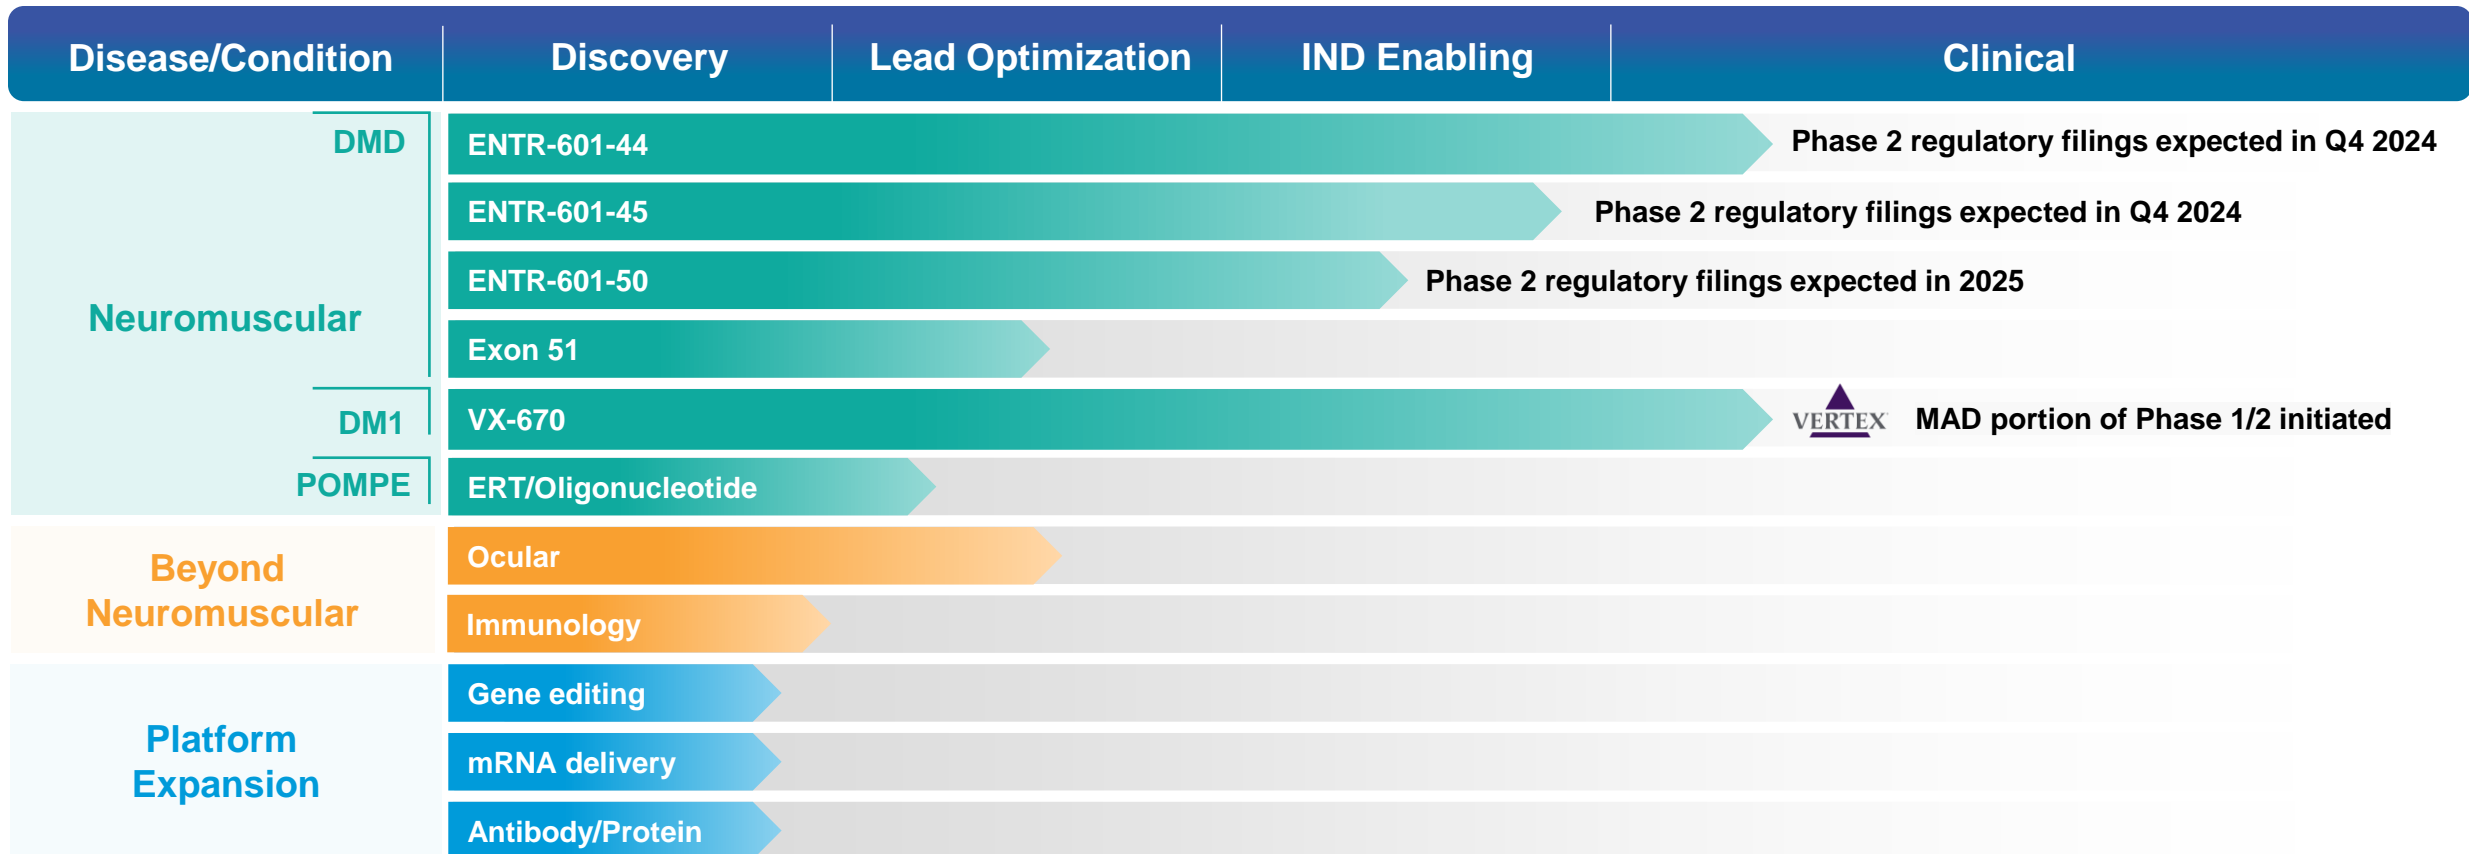 Disease/Condition
Discovery
Lead Optimization
IND Enabling
Clinical
Neuromuscular
DMD
ENTR-601-44
Phase 2 regulatory filings expected in Q4 2024
ENTR-601-45
Phase 2 regulatory filings expected in Q4 2024
ENTR-601-50
Phase 2 regulatory filings expected in 2025
Exon 51
DM1
VX-670
VERTEX
MAD portion of Phase 1/2 initiated
POMPE
ERT/Oligonucleotide
Beyond
Neuromuscular
Ocular
Immunology
Platform
Expansion
Gene editing
mRNA delivery
Antibody/Protein